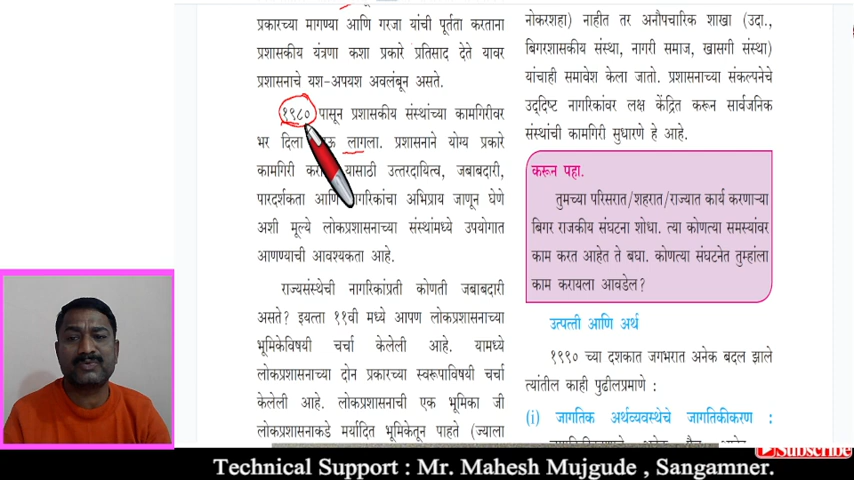 प्रकारच्या मागण्या आणि गरजा यांची पूर्तता करताना
प्रशासकीय यंत्रणा कशा प्रकारे प्रतिसाद देते यावर
प्रशासनाचे यश-अपयश अवलंबून असते.
१९८० पासून प्रशासकीय संस्थांच्या कामगिरीवर
भर दिला लागला. प्रशासनाने योग्य प्रकारे
कामगिरी यासाठी उत्तरदायित्व, जबाबदारी,
पारदर्शकता आणि नागरिकांचा अभिप्राय जाणून घेणे
अशी मूल्ये लोकप्रशासनाच्या संस्थांमध्ये उपयोगात
आणण्याची आवश्यकता आहे.
राज्यसंस्थेची नागरिकांप्रती कोणती जबाबदारी
असते? इयत्ता ११वी मध्ये आपण लोकप्रशासनाच्या
भूमिकेविषयी चर्चा केलेली आहे. यामध्ये
लोकप्रशासनाच्या दोन प्रकारच्या स्वरूपाविषयी चर्चा
केलेली आहे. लोकप्रशासनाची एक भूमिका जी
लोकप्रशासनाकडे मर्यादित भूमिकेतून पाहते (ज्याला
नोकरशहा) नाहीत तर अनौपचारिक शाखा (उदा.,
बिगरशासकीय संस्था, नागरी समाज, खासगी संस्था)
यांचाही समावेश केला जातो. प्रशासनाच्या संकल्पनेचे
उद्‌दिष्ट नागरिकांवर लक्ष केंद्रित करून सार्वजनिक
संस्थांची कामगिरी सुधारणे हे आहे.
करून पहा.
तुमच्या परिसरात/शहरात/राज्यात कार्य करणाऱ्या
बिगर राजकीय संघटना शोधा. त्या कोणत्या समस्यांवर
काम करत आहेत ते बघा. कोणत्या संघटनेत तुम्हांला
काम करायला आवडेल?
उत्पत्ती आणि अर्थ
१९९० च्या दशकात जगभरात अनेक बदल झाले
त्यांतील काही पुढीलप्रमाणे :
(i) जागतिक अर्थव्यवस्थेचे जागतिकीकरण :
Subscribe
Technical Support : Mr. Mahesh Mujgude , Sangamner.